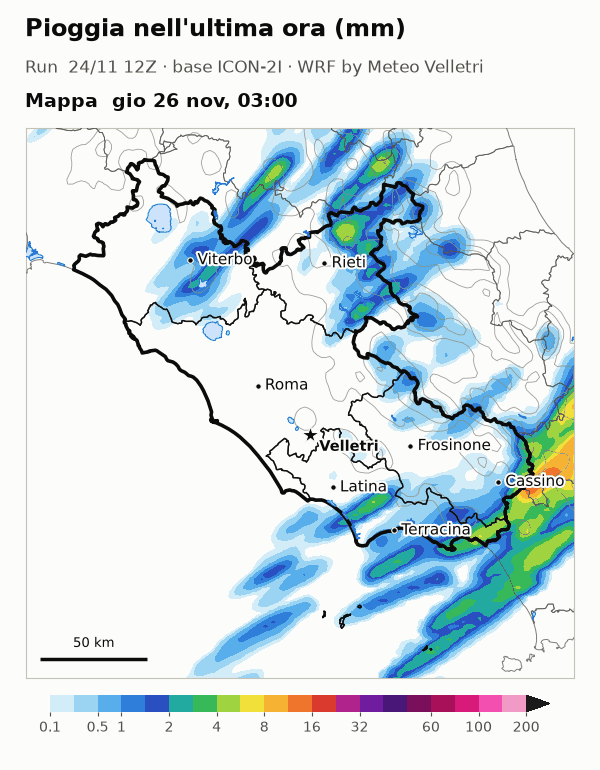 Pioggia nell'ultima ora (mm)
Run  24/11 12Z · base ICON-2I · WRF by Meteo Velletri
Mappa  gio 26 nov, 03:00
Viterbo
Rieti
Roma
Velletri
Frosinone
Latina
Cassino
Terracina
50 km
0.1 0.5 1 2 4 8 16 32 60 100 200